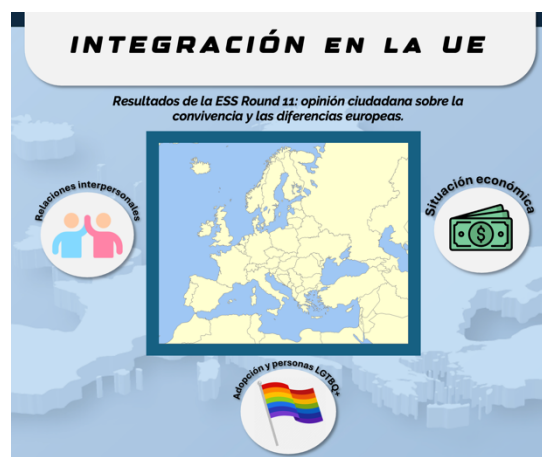 INTEGRACIÓN EN LA UE
Resultados de la ESS Round 11: opinión ciudadana sobre la
convivencia y las diferencias europeas.
Relaciones interpersonales
Situación económica
Adopción y personas LGTBQ+